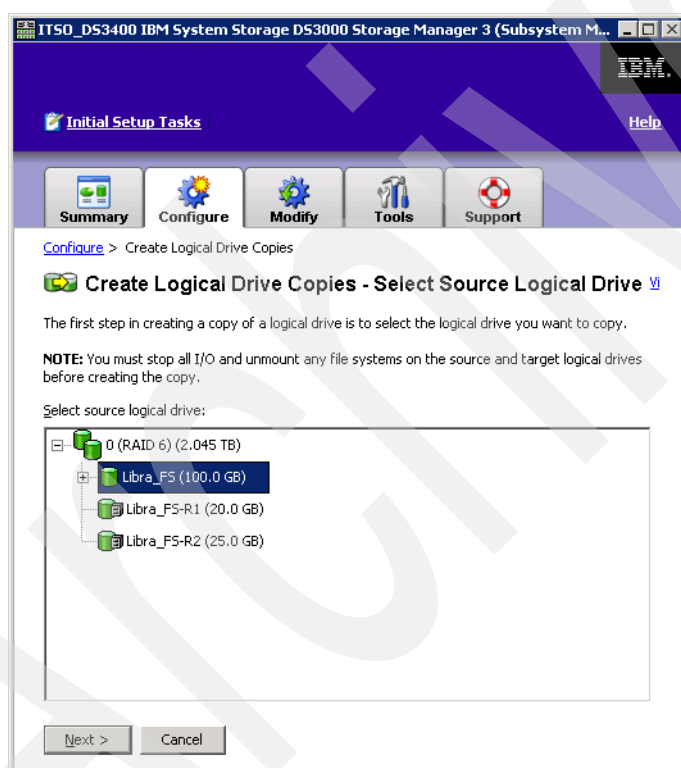 ITSO_DS3400 IBM System Storage DS3000 Storage Manager 3 (Subsystem M...
IBM.
Initial Setup Tasks
Help
Summary
Configure
Modify
Tools
Support
Configure > Create Logical Drive Copies
Create Logical Drive Copies - Select Source Logical Drive Vi
The first step in creating a copy of a logical drive is to select the logical drive you want to copy.
NOTE: You must stop all I/O and unmount any file systems on the source and target logical drives
before creating the copy.
Select source logical drive:
0 (RAID 6) (2.045 TB)
Libra_FS (100.0 GB)
Libra_FS-R1 (20.0 GB)
Libra_FS-R2 (25.0 GB)
Next >
Cancel